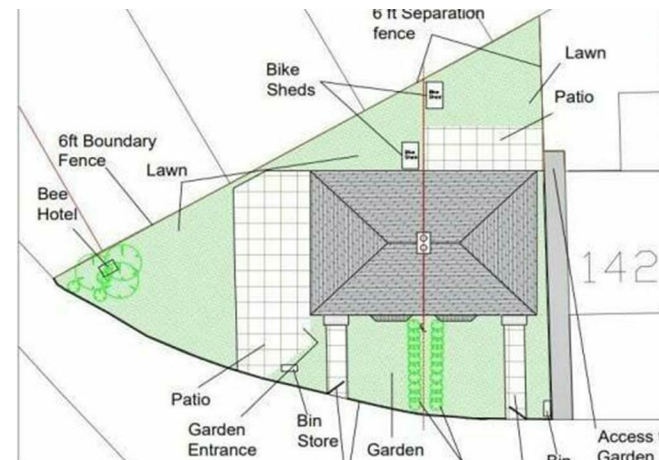 6 ft Separation
fence
Lawn
Bike
Sheds
Patio
6ft Boundary
Fence
Lawn
Bee
Hotel
142
Patio
Garden
Entrance
Bin
Store
Garden
Access
Garden
Bin